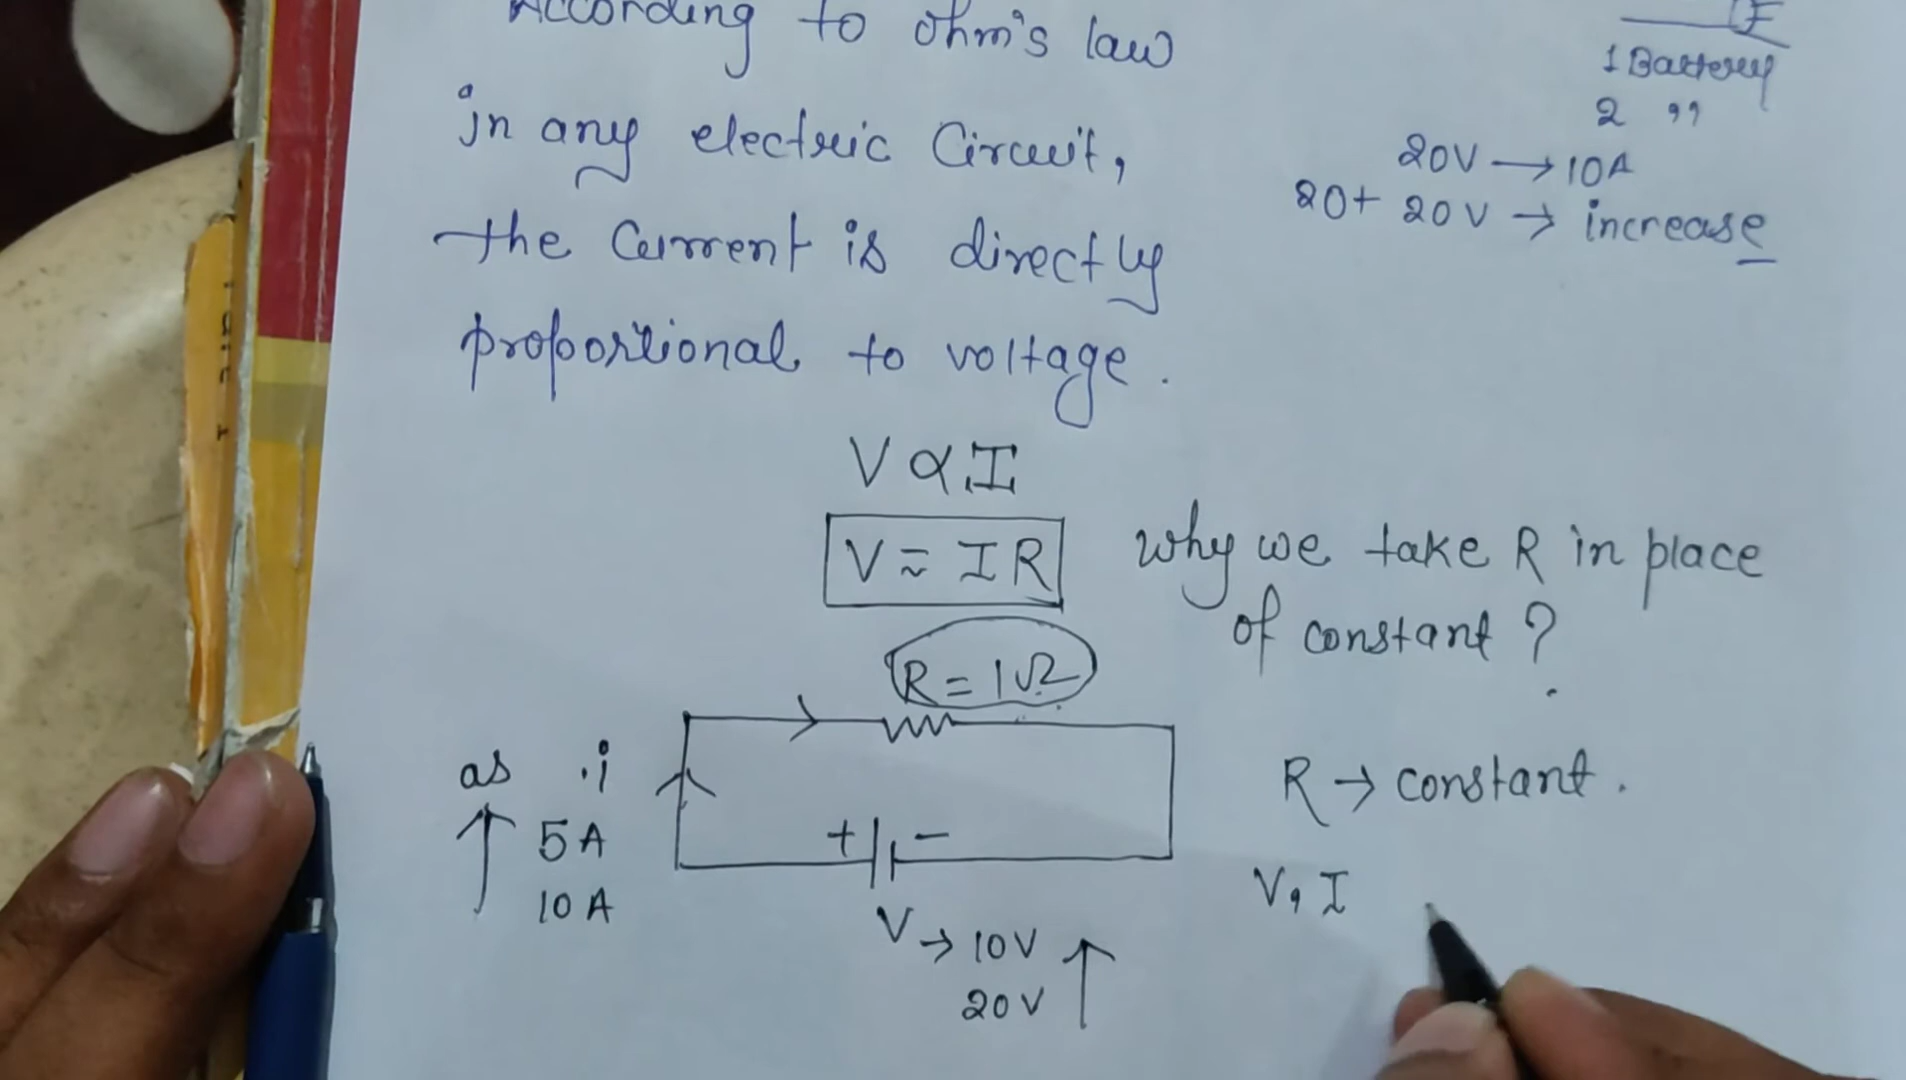 According to ohm's law
in any electric Circuit,
the Current is directly
proportional to voltage.
1 Battery
2 ,,
20V → 10A
20+ 20V → increase
V ∝ I
V = IR
why we take R in place
of constant ?
R = 1Ω
as i
↑ 5A
10A
+ -
V → 10V ↑
20V
R → constant.
V, I